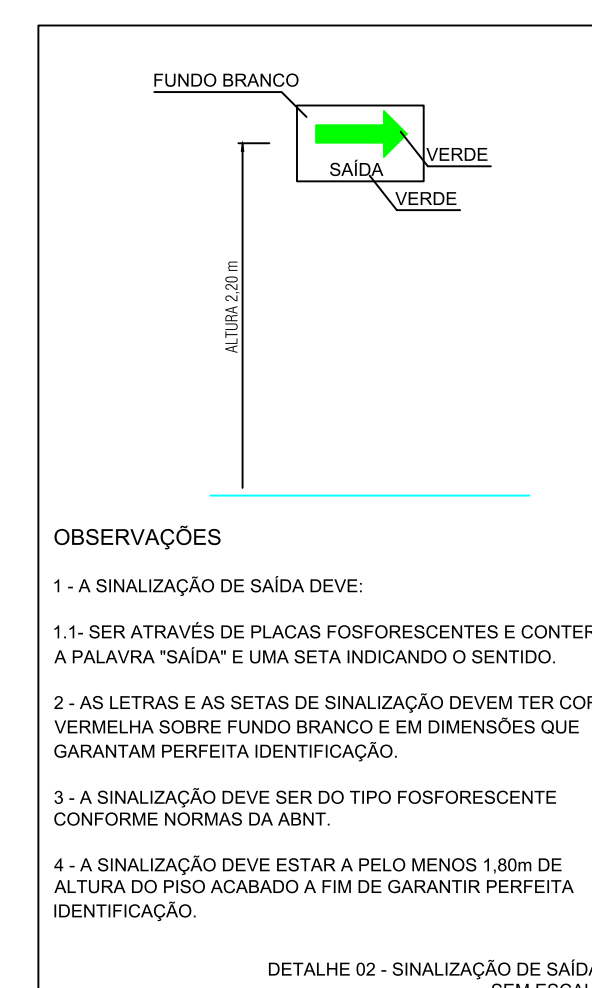 FUNDO BRANCO
VERDE
SAÍDA
VERDE
ALTURA 2,20 m
OBSERVAÇÕES
1 - A SINALIZAÇÃO DE SAÍDA DEVE:
1.1- SER ATRAVÉS DE PLACAS FOSFORESCENTES E CONTER
A PALAVRA "SAÍDA" E UMA SETA INDICANDO O SENTIDO.
2 - AS LETRAS E AS SETAS DE SINALIZAÇÃO DEVEM TER COR
VERMELHA SOBRE FUNDO BRANCO E EM DIMENSÕES QUE
GARANTAM PERFEITA IDENTIFICAÇÃO.
3 - A SINALIZAÇÃO DEVE SER DO TIPO FOSFORESCENTE
CONFORME NORMAS DA ABNT.
4 - A SINALIZAÇÃO DEVE ESTAR A PELO MENOS 1,80m DE
ALTURA DO PISO ACABADO A FIM DE GARANTIR PERFEITA
IDENTIFICAÇÃO.
DETALHE 02 - SINALIZAÇÃO DE SAÍDA
SEM